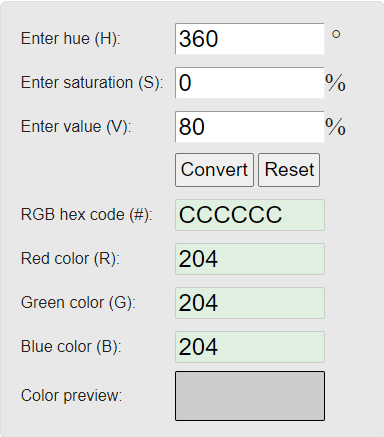 Enter hue (H): 360 °
Enter saturation (S): 0 %
Enter value (V): 80 %
Convert Reset
RGB hex code (#): CCCCCC
Red color (R): 204
Green color (G): 204
Blue color (B): 204
Color preview: